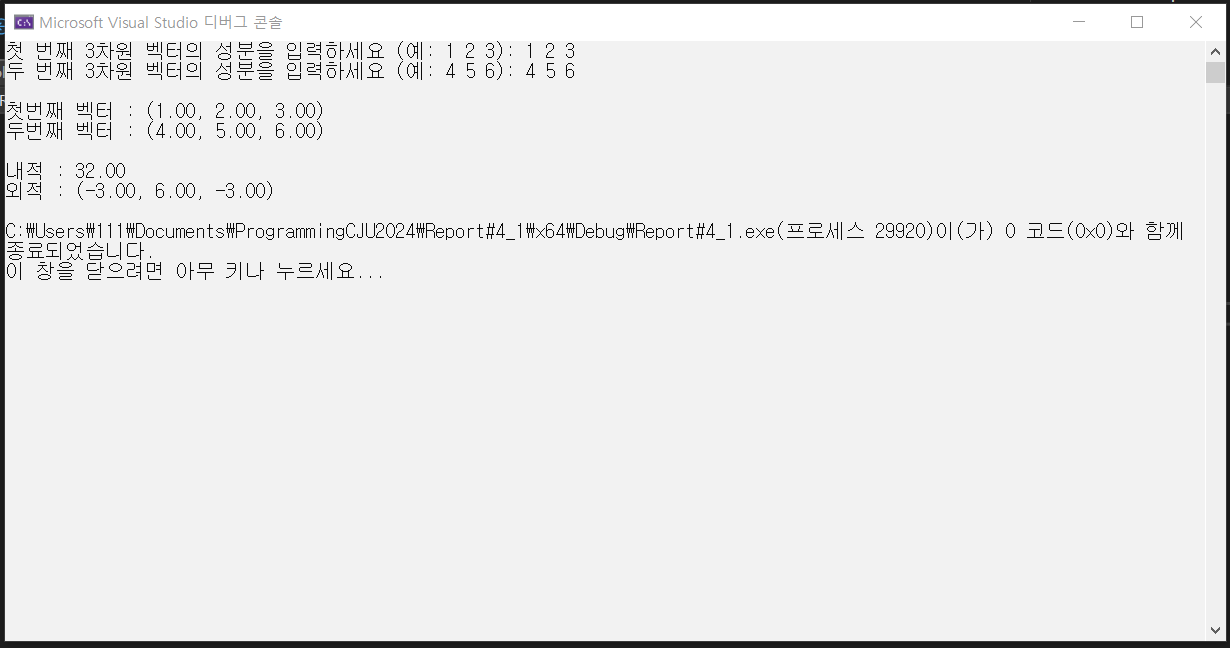 Microsoft Visual Studio 디버그 콘솔
첫 번째 3차원 벡터의 성분을 입력하세요 (예: 1 2 3): 1 2 3
두 번째 3차원 벡터의 성분을 입력하세요 (예: 4 5 6): 4 5 6
첫번째 벡터 : (1.00, 2.00, 3.00)
두번째 벡터 : (4.00, 5.00, 6.00)
내적 : 32.00
외적 : (-3.00, 6.00, -3.00)
C:₩Users₩111₩Documents₩ProgrammingCJU2024₩Report#4_1₩x64₩Debug₩Report#4_1.exe(프로세스 29920)이(가) 0 코드(0x0)와 함께
종료되었습니다.
이 창을 닫으려면 아무 키나 누르세요...